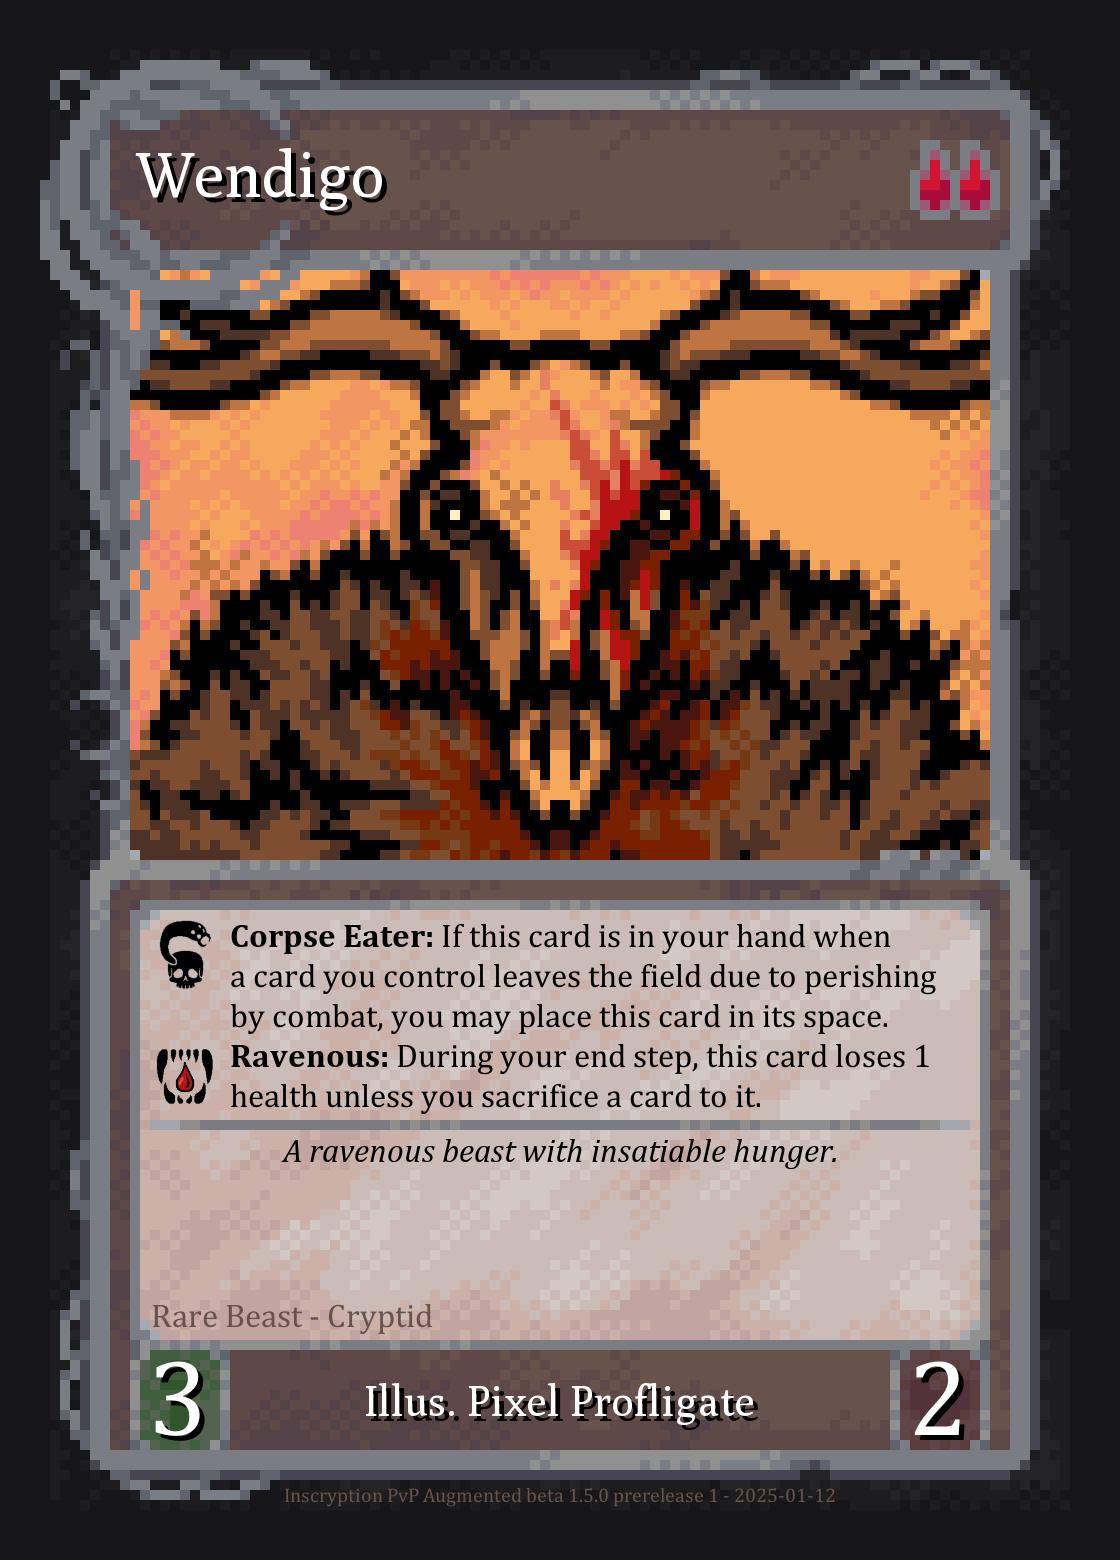 Wendigo
Corpse Eater: If this card is in your hand when
a card you control leaves the field due to perishing
by combat, you may place this card in its space.
Ravenous: During your end step, this card loses 1
health unless you sacrifice a card to it.
A ravenous beast with insatiable hunger.
Rare Beast - Cryptid
3
Illus. Pixel Profligate
2
Inscryption PvP Augmented beta 1.5.0 prerelease 1 - 2025-01-12